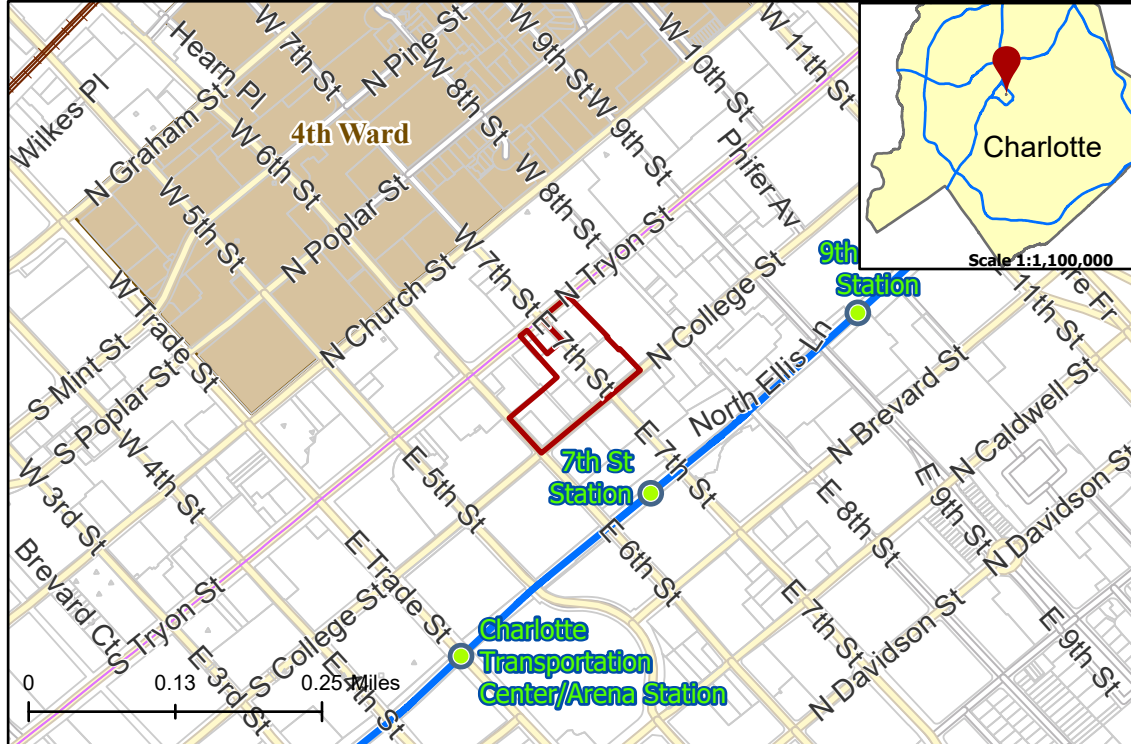 W 7th St
N Pine St
W 9th St
W 10th St
W 11th St
Hearn Pl
W 8th St
W 9th St
Wilkes Pl
N Graham St
4th Ward
W 6th St
Phifer Av
Charlotte
Scale 1:1,100,000
W 5th St
N Poplar St
W 8th St
W 7th St
N Tryon St
N College St
9th
Station
11th St
W Trade St
N Church St
E 7th St
S Mint St
S Poplar St
North Ellis Ln
N Brevard St
N Caldwell St
W 4th St
W 3rd St
E 5th St
E 7th St
7th St
Station
E 8th St
E 9th St
N Davidson St
E 6th St
Brevard Ct
S Tryon St
E Trade St
S College St
E 7th St
E 9th St
N Davidson St
Charlotte
Transportation
Center/Arena Station
E 3rd St
E 4th St
0
0.13
0.25 Miles